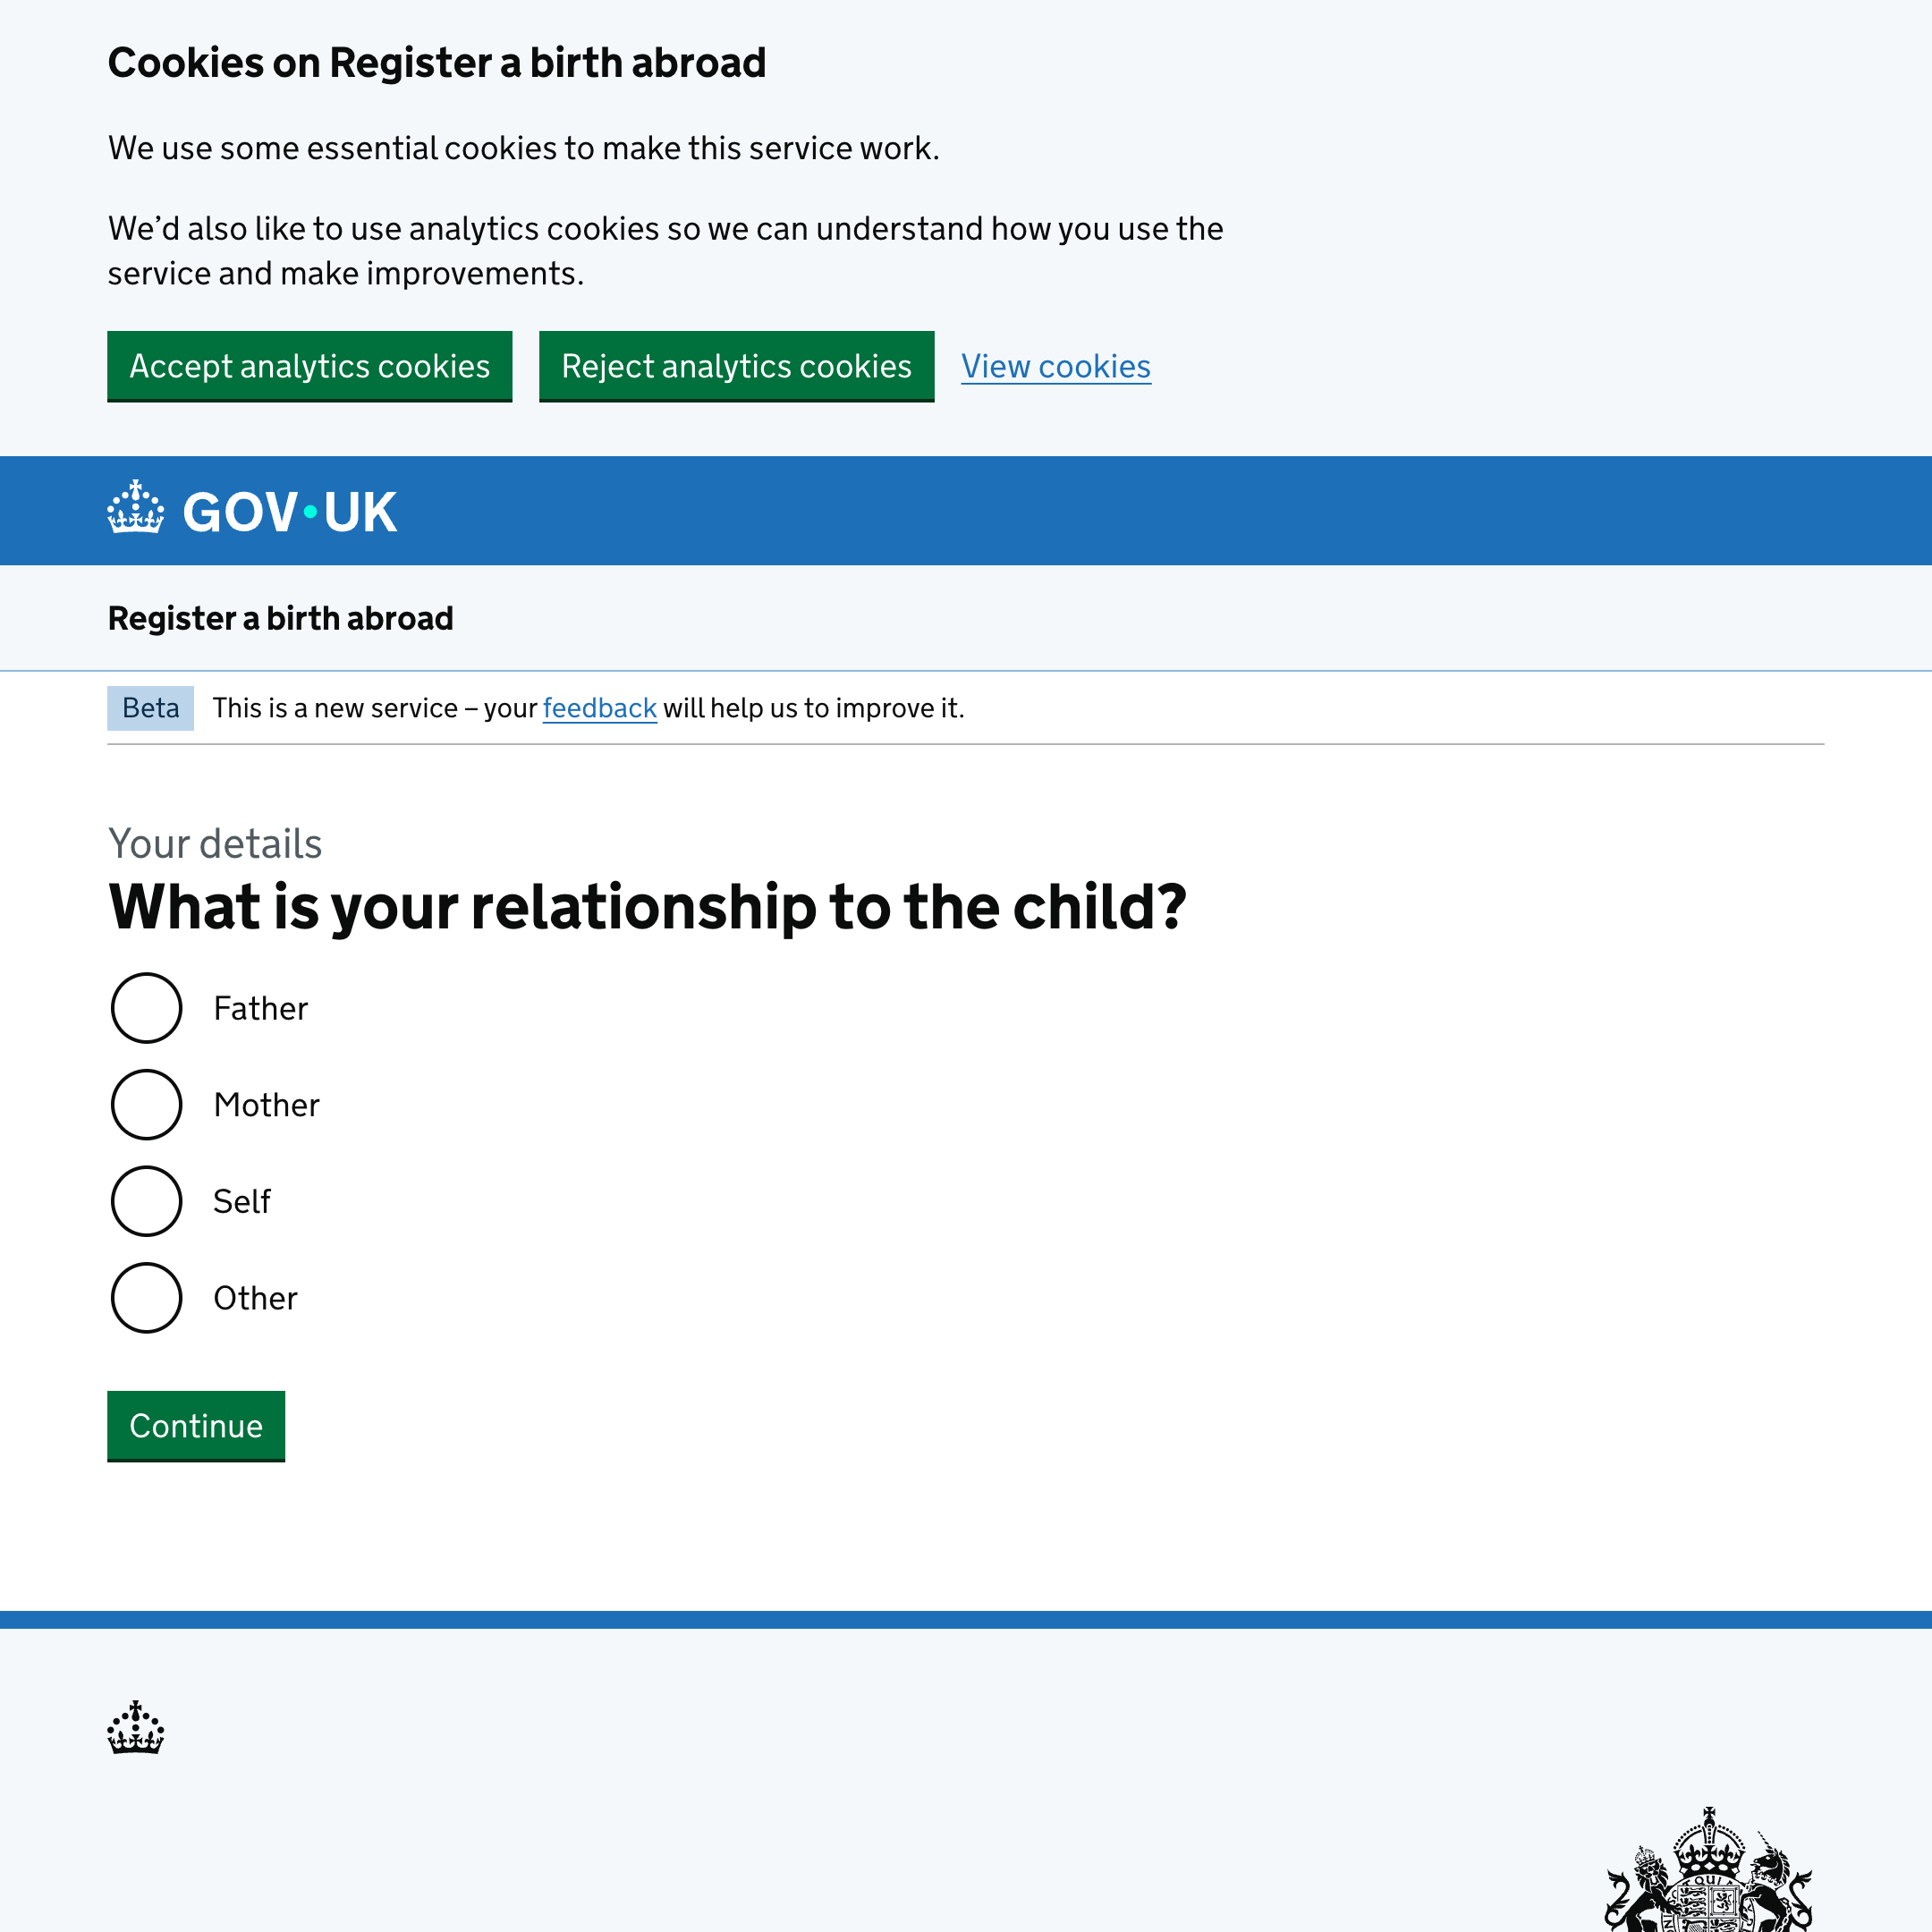 Cookies on Register a birth abroad
We use some essential cookies to make this service work.
We’d also like to use analytics cookies so we can understand how you use the
service and make improvements.
Accept analytics cookies Reject analytics cookies View cookies
GOV·UK
Register a birth abroad
Beta This is a new service – your feedback will help us to improve it.
Your details
What is your relationship to the child?
Father
Mother
Self
Other
Continue